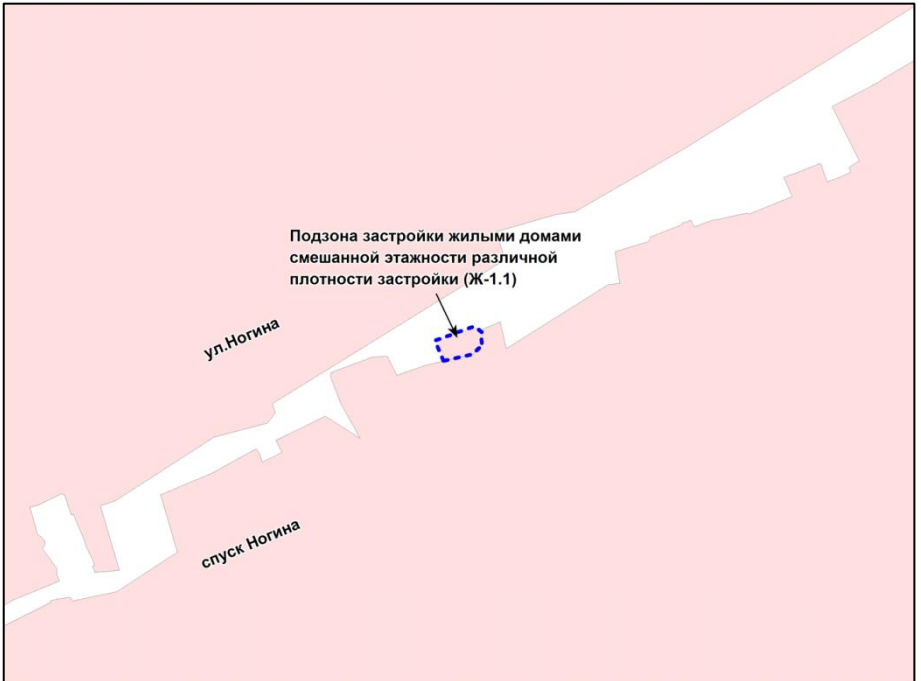 Подзона застройки жилыми домами
смешанной этажности различной
плотности застройки (Ж-1.1)
ул.Ногина
спуск Ногина